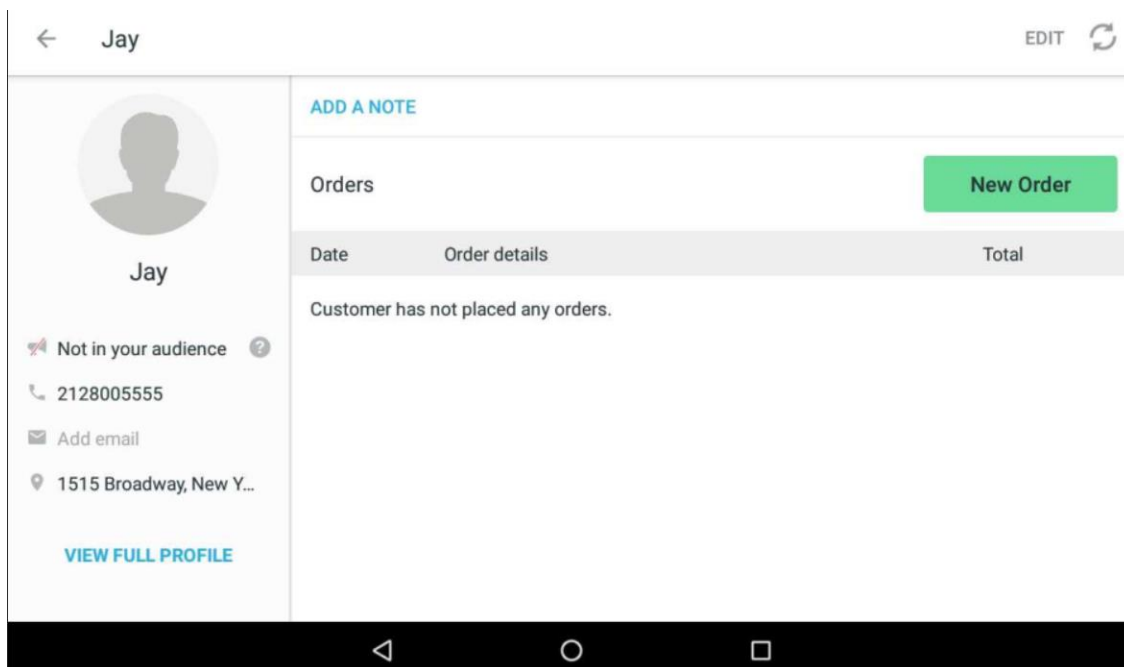 Jay
EDIT
Jay
Not in your audience
?
2128005555
Add email
1515 Broadway, New Y...
VIEW FULL PROFILE
ADD A NOTE
Orders
New Order
Date Order details Total
Customer has not placed any orders.